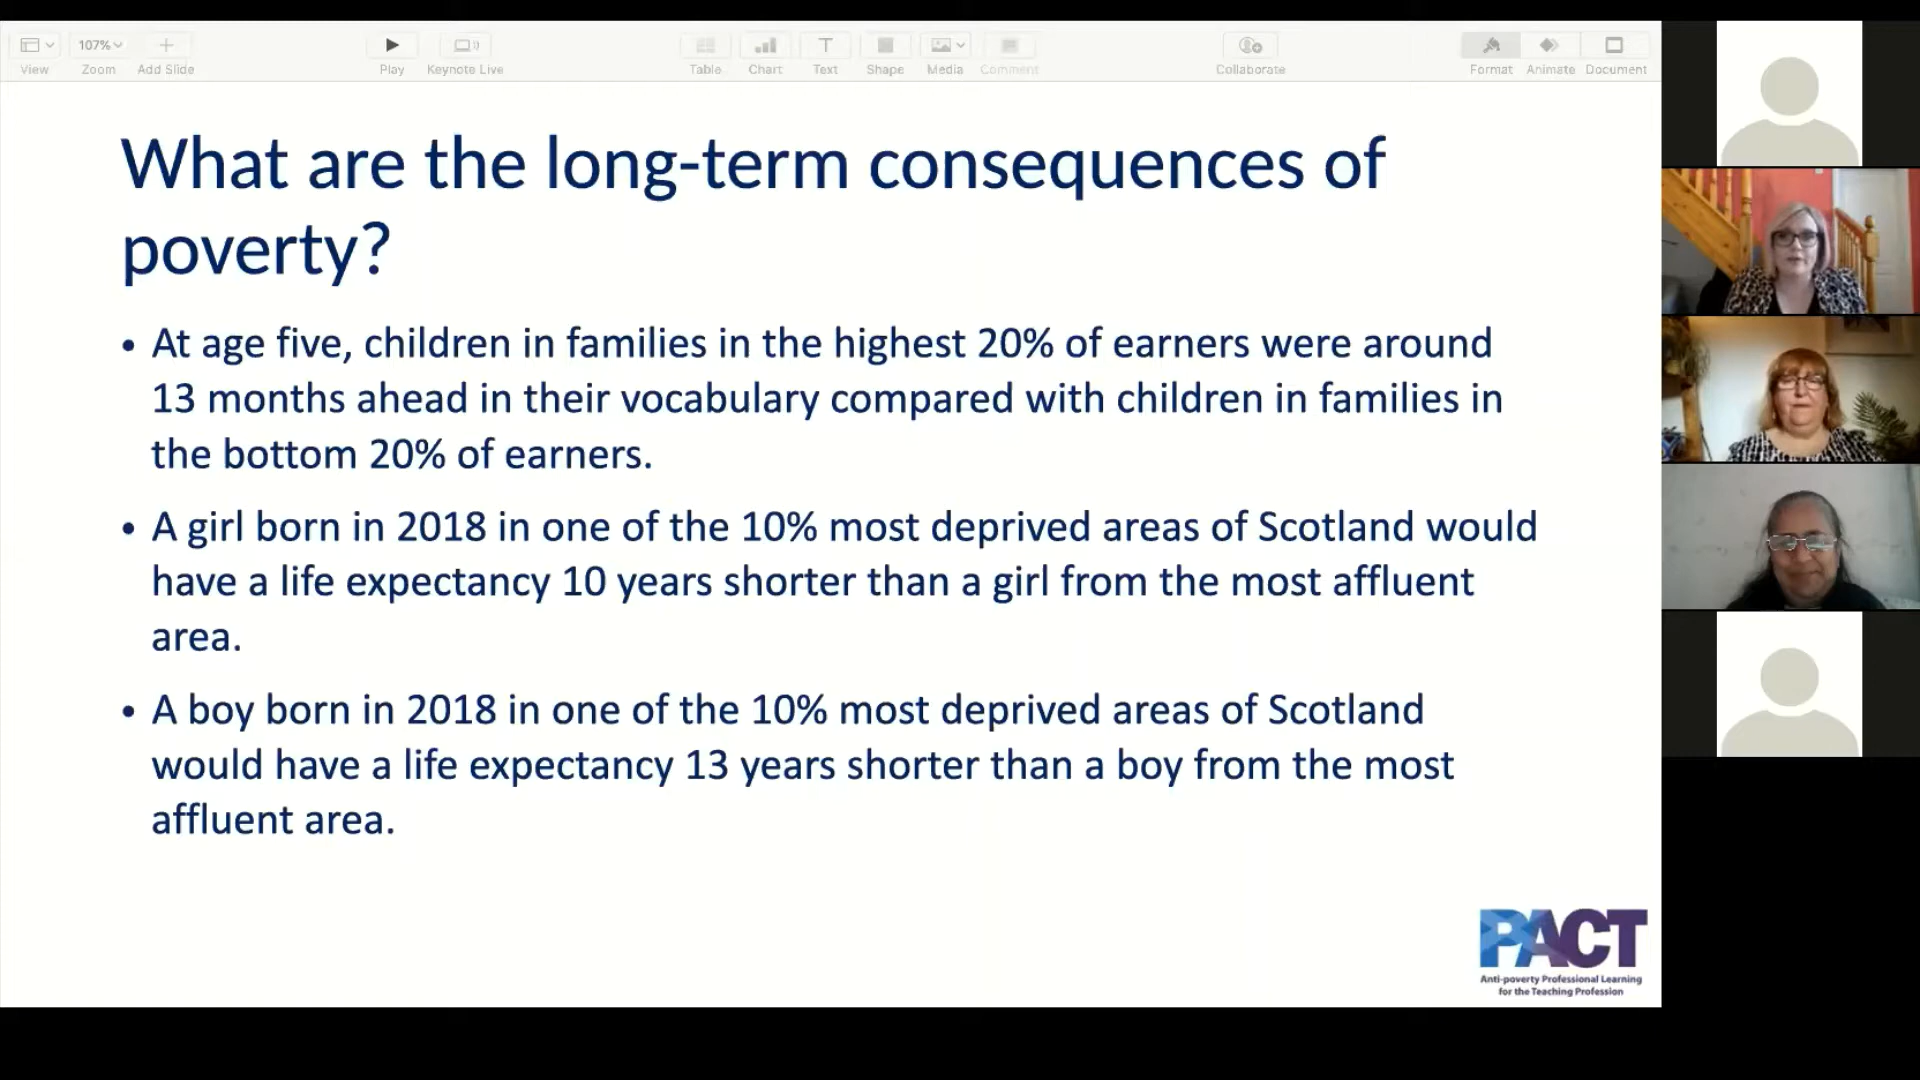 107%
View
Zoom
Add Slide
Play
Keynote Live
Table
Chart
Text
Shape
Media
Comment
Collaborate
Format
Animate
Document
What are the long-term consequences of
poverty?
• At age five, children in families in the highest 20% of earners were around
13 months ahead in their vocabulary compared with children in families in
the bottom 20% of earners.
• A girl born in 2018 in one of the 10% most deprived areas of Scotland would
have a life expectancy 10 years shorter than a girl from the most affluent
area.
• A boy born in 2018 in one of the 10% most deprived areas of Scotland
would have a life expectancy 13 years shorter than a boy from the most
affluent area.
PACT
Anti-poverty Professional Learning
for the Teaching Profession